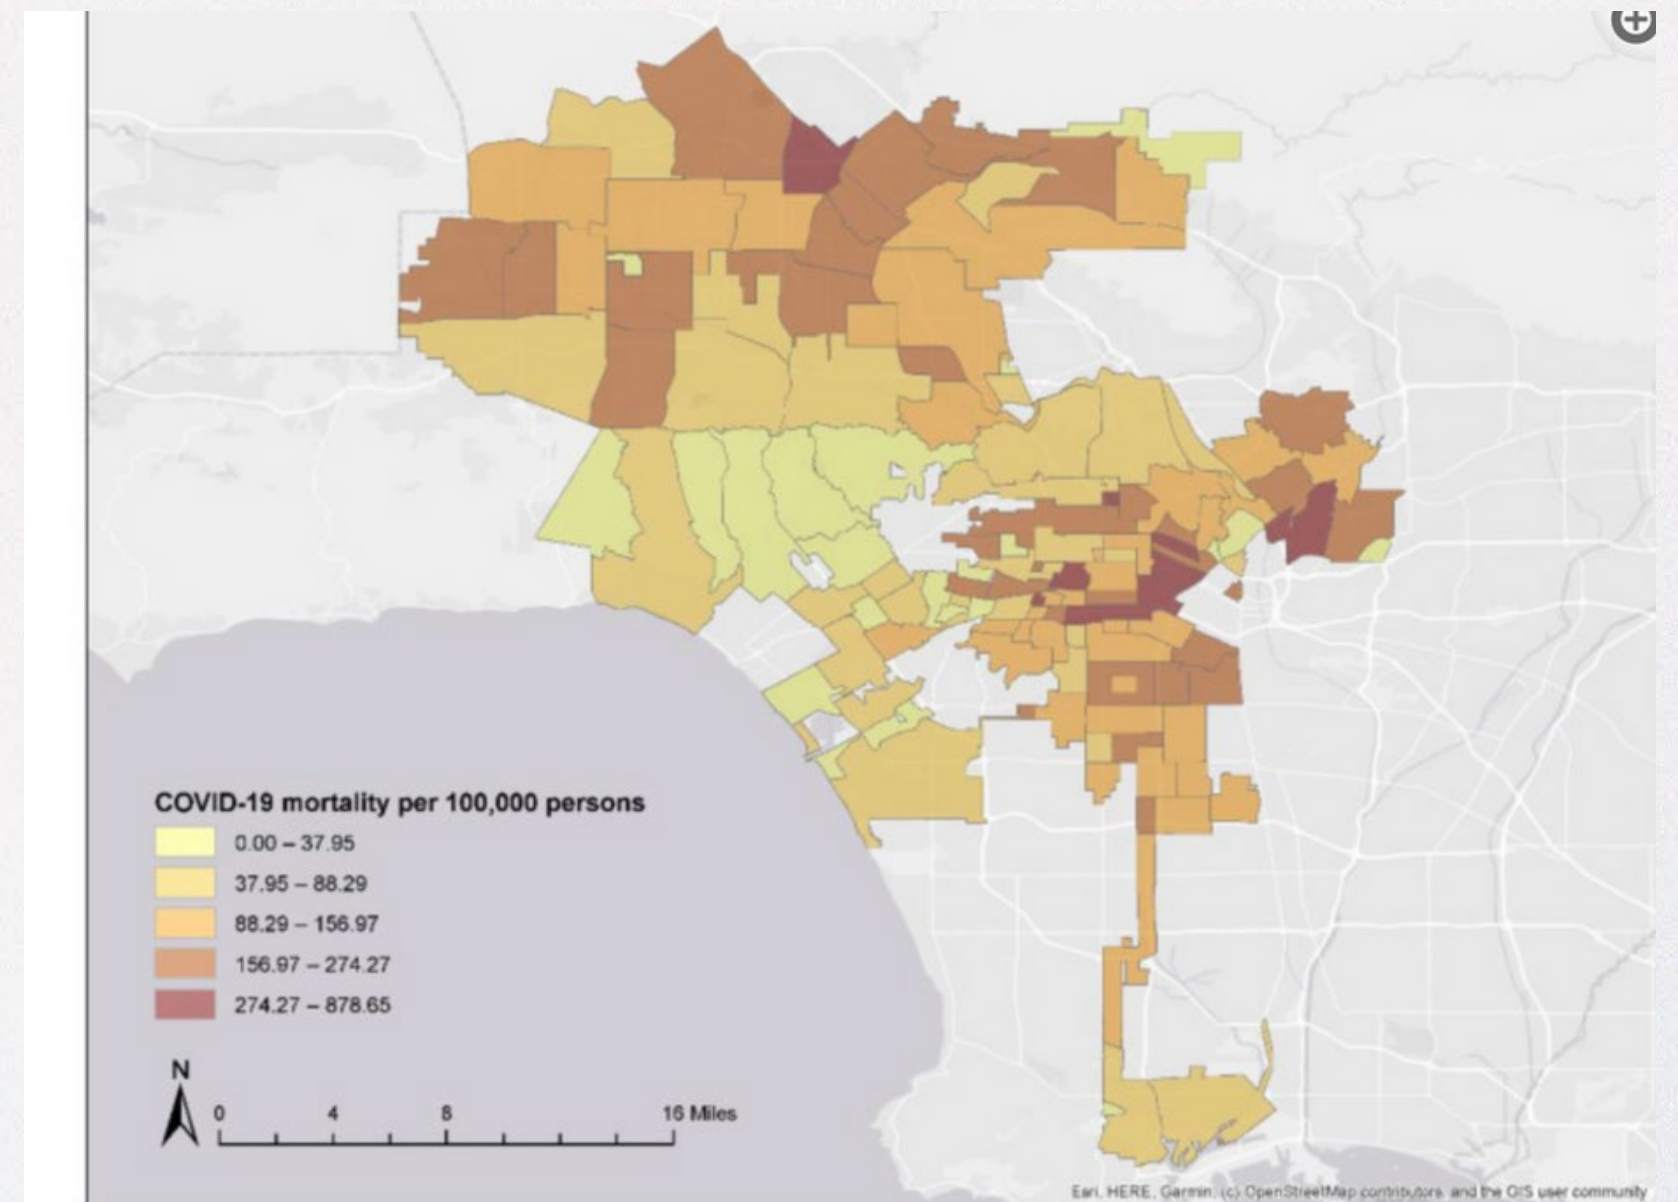 COVID-19 mortality per 100,000 persons
0.00 – 37.95
37.95 – 88.29
88.29 – 156.97
156.97 – 274.27
274.27 – 878.65
N
0 4 8 16 Miles
Esri, HERE, Garmin, (c) OpenStreetMap contributors, and the GIS user community